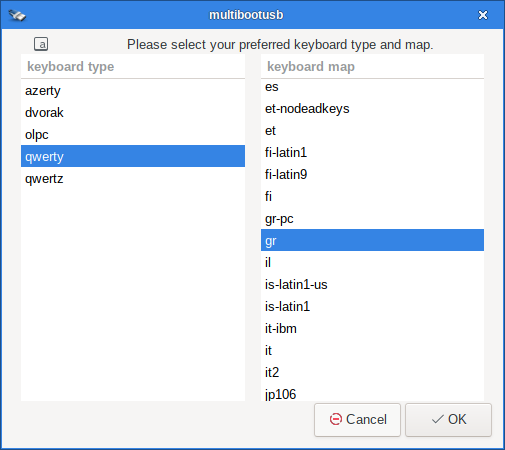 multibootusb
a
Please select your preferred keyboard type and map.
keyboard type
azerty
dvorak
olpc
qwerty
qwertz
keyboard map
es
et-nodeadkeys
et
fi-latin1
fi-latin9
fi
gr-pc
gr
il
is-latin1-us
is-latin1
it-ibm
it
it2
jp106
Cancel
OK